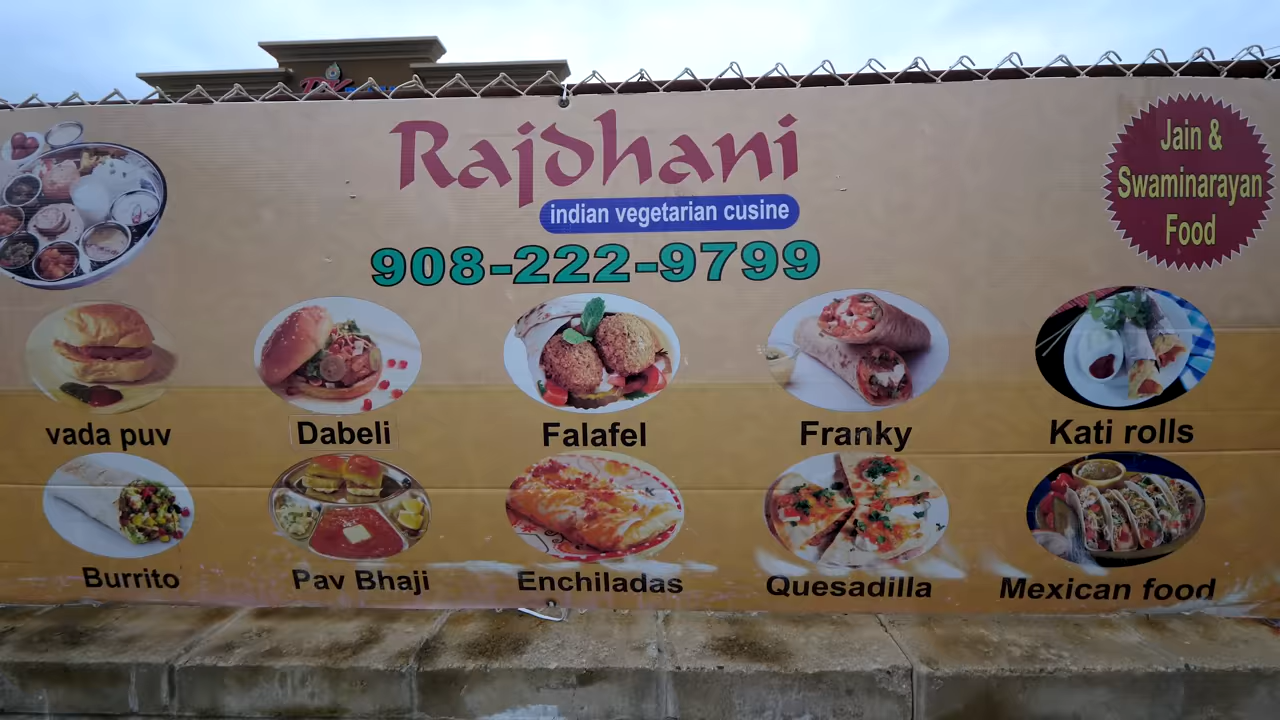 Rajdhani
indian vegetarian cusine
908-222-9799
Jain &
Swaminarayan
Food
vada puv
Dabeli
Falafel
Franky
Kati rolls
Burrito
Pav Bhaji
Enchiladas
Quesadilla
Mexican food